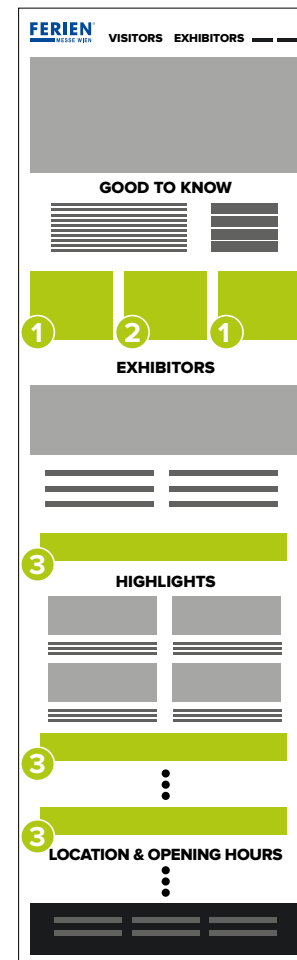 FERIEN
MESSE WIEN
VISITORS EXHIBITORS
GOOD TO KNOW
1 2 1
EXHIBITORS
3
HIGHLIGHTS
3
3
LOCATION & OPENING HOURS